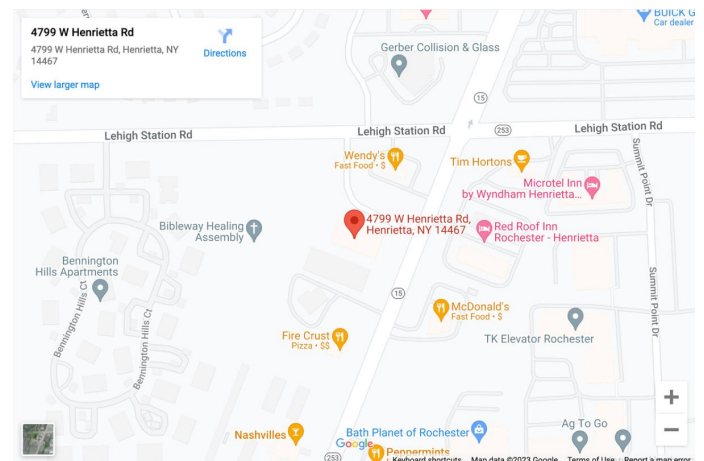 4799 W Henrietta Rd
4799 W Henrietta Rd, Henrietta, NY
14467
Directions
View larger map
BUICK G
Car dealer
Gerber Collision & Glass
15
Lehigh Station Rd
Lehigh Station Rd
253
Lehigh Station Rd
Wendy's
Fast Food • $
Tim Hortons
Microtel Inn
by Wyndham Henrietta...
Summit Point Dr
4799 W Henrietta Rd,
Henrietta, NY 14467
Bibleway Healing
Assembly
Red Roof Inn
Rochester - Henrietta
Bennington
Hills Apartments
Bennington Hills Ct
Bennington Hills Ct
15
McDonald's
Fast Food • $
Summit Point Dr
Fire Crust
Pizza • $$
TK Elevator Rochester
Nashvilles
Bath Planet of Rochester
Ag To Go
Google
253
Peppermints
Keyboard shortcuts
Map data ©2023 Google
Terms of Use
Report a map error